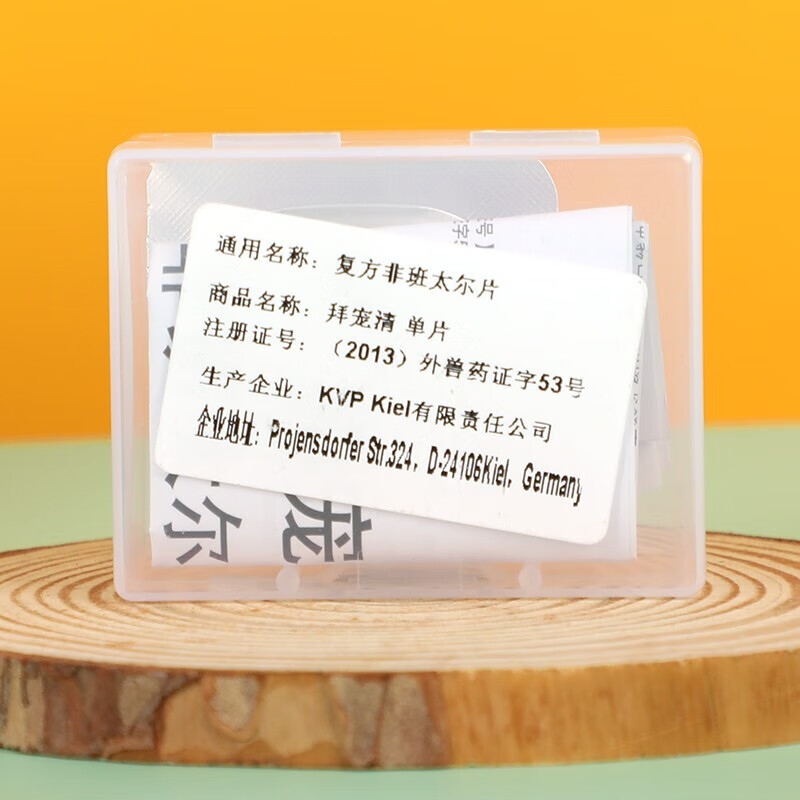 通用名称：复方非班太尔片
商品名称：拜宠清 单片
注册证号：（2013）外兽药证字53号
生产企业：KVP Kiel有限责任公司
企业地址：Projensdorfer Str.324，D-24106Kiel，Germany
尔
宠